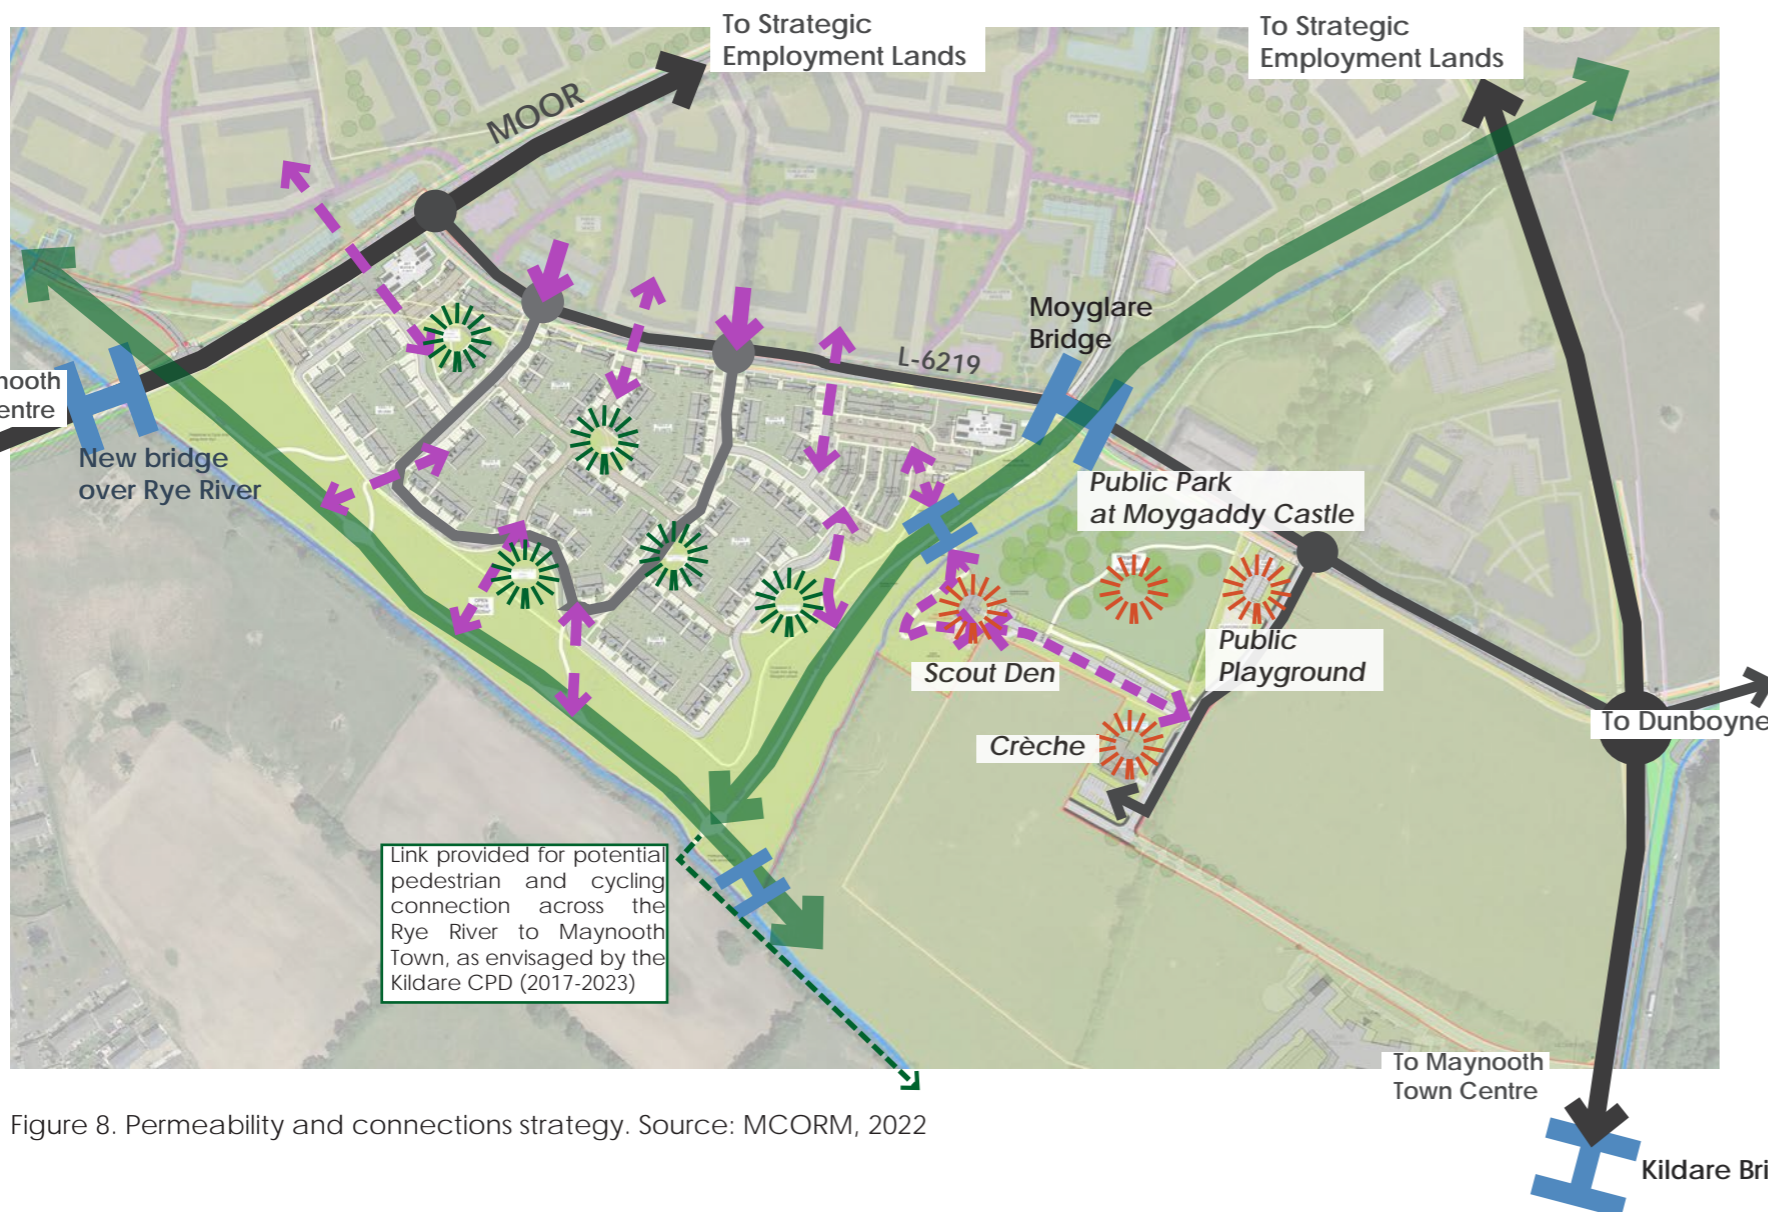 To Strategic
Employment Lands
To Strategic
Employment Lands
MOOR
Moyglare
Bridge
L-6219
nooth
entre
New bridge
over Rye River
Public Park
at Moygaddy Castle
Public
Playground
Scout Den
To Dunboyne
Crèche
Link provided for potential
pedestrian and cycling
connection across the
Rye River to Maynooth
Town, as envisaged by the
Kildare CPD (2017-2023)
To Maynooth
Town Centre
Figure 8. Permeability and connections strategy. Source: MCORM, 2022
Kildare Bri